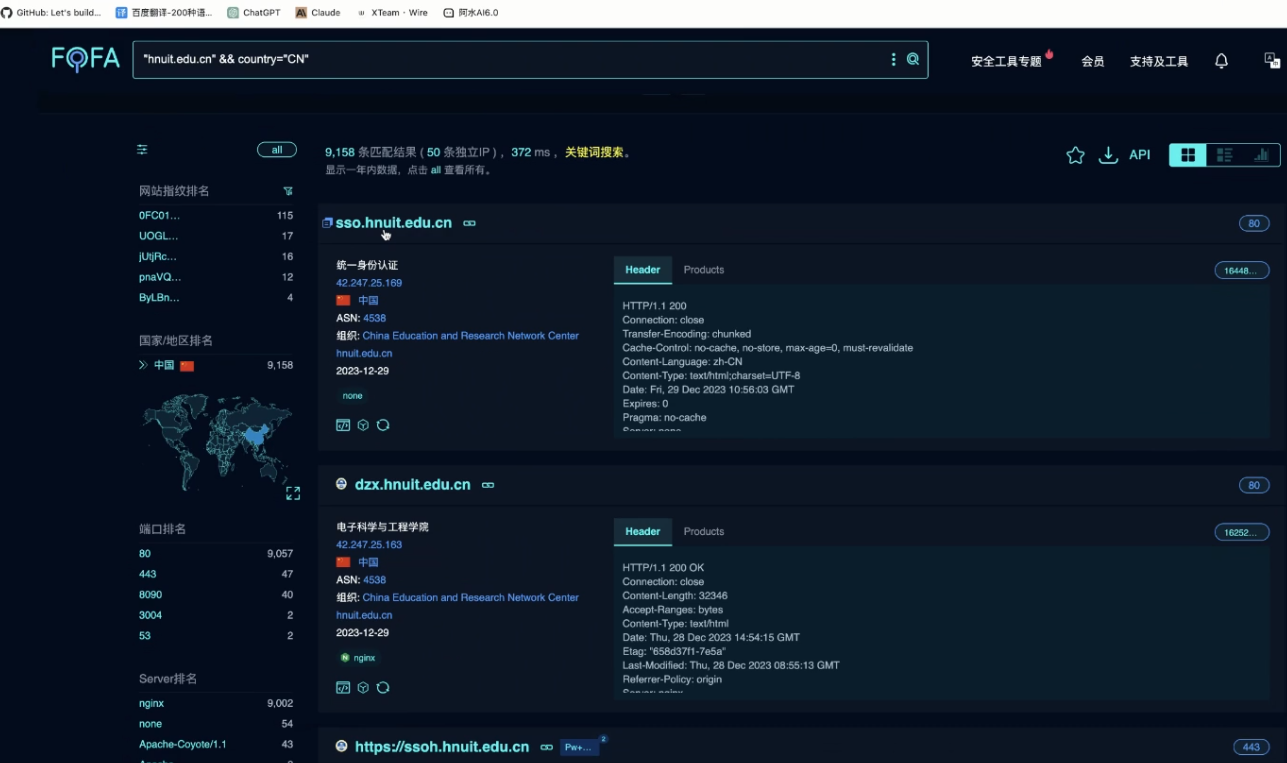 GitHub: Let's build...
百度翻译-200种语...
ChatGPT
Claude
XTeam · Wire
阿水AI6.0
FOFA
"hnuit.edu.cn" && country="CN"
安全工具专题
会员
支持及工具
all
9,158 条匹配结果 ( 50 条独立IP ) ，372 ms ，关键词搜索。
显示一年内数据，点击 all 查看所有。
API
网站指纹排名
0FC01... 115
UOGL... 17
jUtjRc... 16
pnaVQ... 12
ByLBn... 4
国家/地区排名
中国 9,158
端口排名
80 9,057
443 47
8090 40
3004 2
53 2
Server排名
nginx 9,002
none 54
Apache-Coyote/1.1 43
sso.hnuit.edu.cn
80
统一身份认证
42.247.25.169
中国
ASN: 4538
组织: China Education and Research Network Center
hnuit.edu.cn
2023-12-29
none
Header Products
16448...
HTTP/1.1 200
Connection: close
Transfer-Encoding: chunked
Cache-Control: no-cache, no-store, max-age=0, must-revalidate
Content-Language: zh-CN
Content-Type: text/html;charset=UTF-8
Date: Fri, 29 Dec 2023 10:56:03 GMT
Expires: 0
Pragma: no-cache
Server: none
dzx.hnuit.edu.cn
80
电子科学与工程学院
42.247.25.163
中国
ASN: 4538
组织: China Education and Research Network Center
hnuit.edu.cn
2023-12-29
nginx
Header Products
16252...
HTTP/1.1 200 OK
Connection: close
Content-Length: 32346
Accept-Ranges: bytes
Content-Type: text/html
Date: Thu, 28 Dec 2023 14:54:15 GMT
Etag: "658d37f1-7e5a"
Last-Modified: Thu, 28 Dec 2023 08:55:13 GMT
Referrer-Policy: origin
Server: nginx
https://ssoh.hnuit.edu.cn
Pw+...
2
443